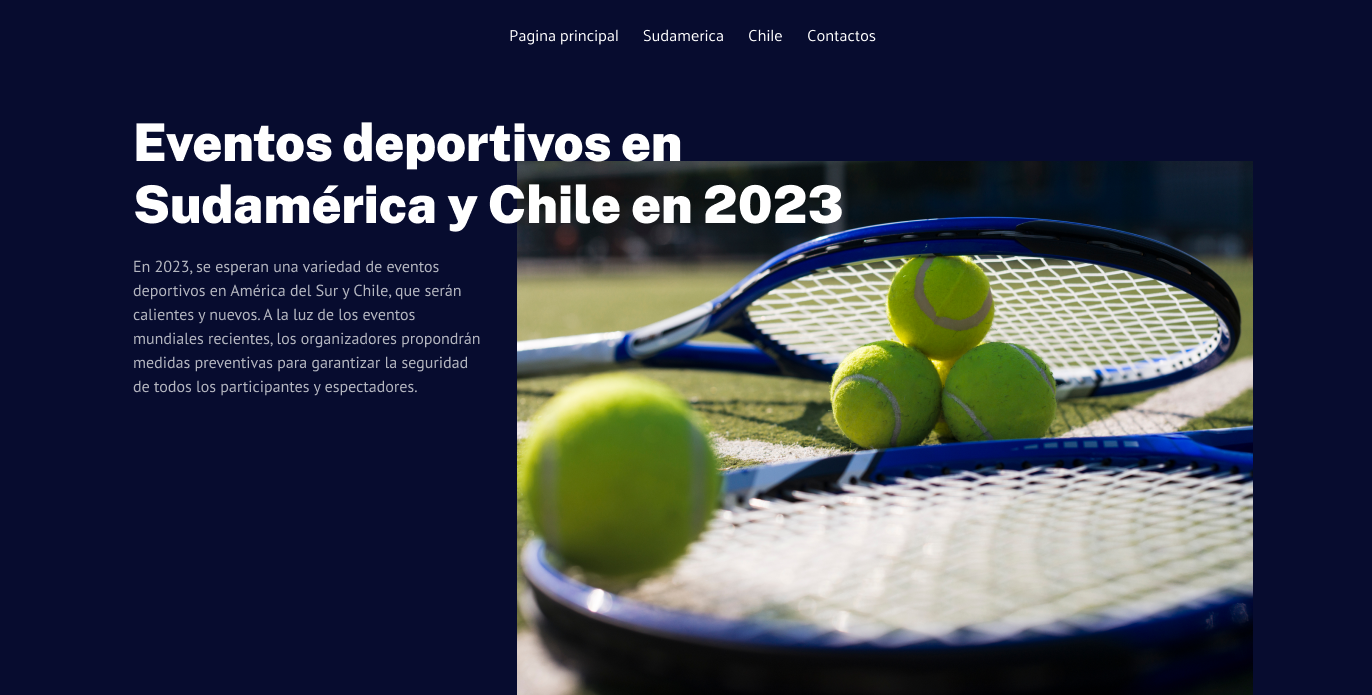 Pagina principal Sudamerica Chile Contactos
Eventos deportivos en
Sudamérica y Chile en 2023
En 2023, se esperan una variedad de eventos
deportivos en América del Sur y Chile, que serán
calientes y nuevos. A la luz de los eventos
mundiales recientes, los organizadores propondrán
medidas preventivas para garantizar la seguridad
de todos los participantes y espectadores.